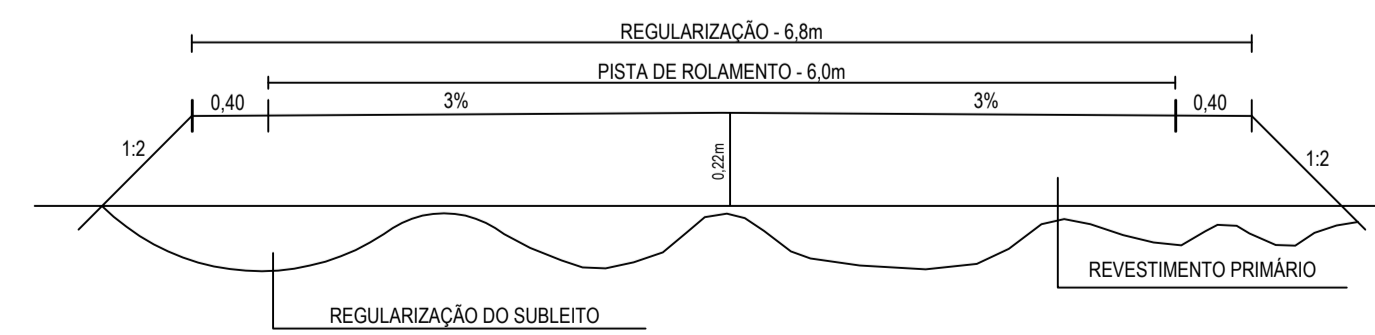 REGULARIZAÇÃO - 6,8m
PISTA DE ROLAMENTO - 6,0m
0,40 3% 3% 0,40
1:2 0,22m 1:2
REVESTIMENTO PRIMÁRIO
REGULARIZAÇÃO DO SUBLEITO